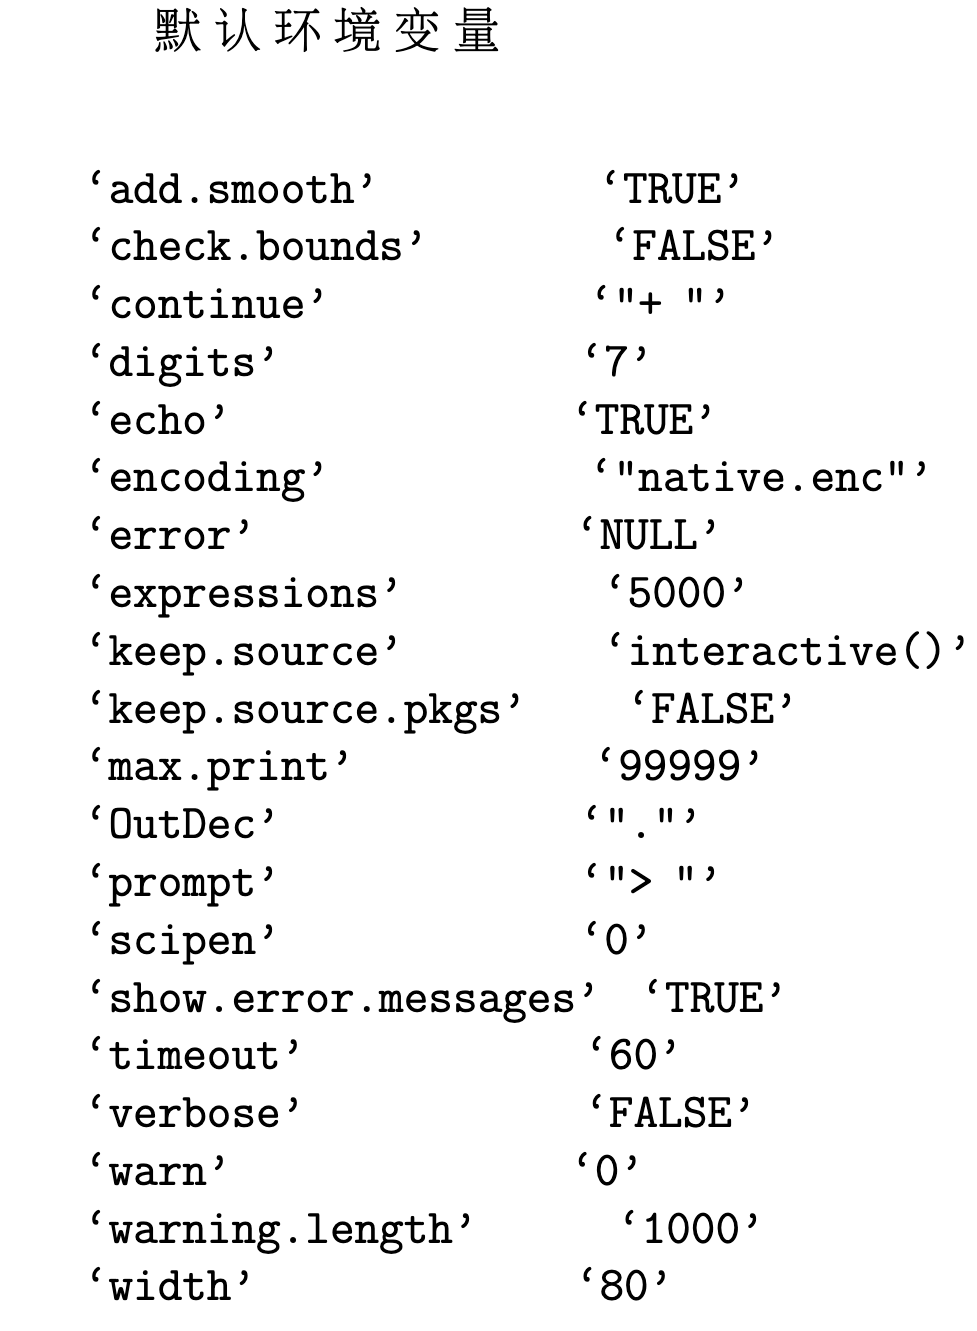 默认环境变量
‘add.smooth’ ‘TRUE’
‘check.bounds’ ‘FALSE’
‘continue’ ‘"+ "’
‘digits’ ‘7’
‘echo’ ‘TRUE’
‘encoding’ ‘"native.enc"’
‘error’ ‘NULL’
‘expressions’ ‘5000’
‘keep.source’ ‘interactive()’
‘keep.source.pkgs’ ‘FALSE’
‘max.print’ ‘99999’
‘OutDec’ ‘"."’
‘prompt’ ‘"> "’
‘scipen’ ‘0’
‘show.error.messages’ ‘TRUE’
‘timeout’ ‘60’
‘verbose’ ‘FALSE’
‘warn’ ‘0’
‘warning.length’ ‘1000’
‘width’ ‘80’